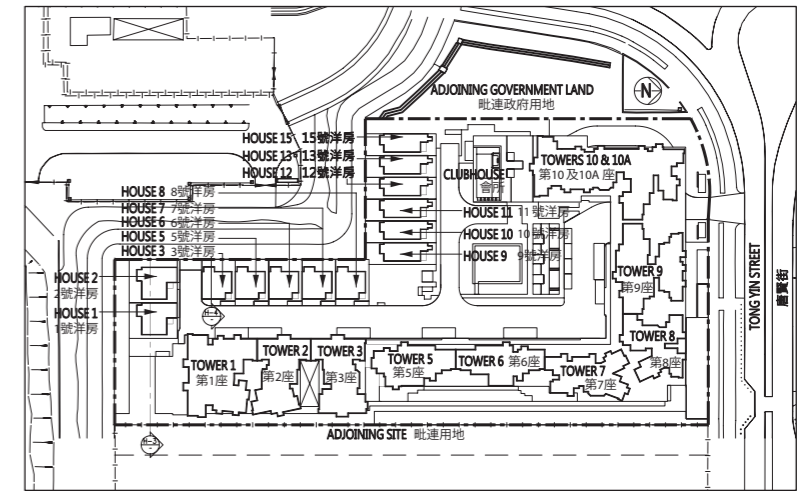 ADJOINING GOVERNMENT LAND
毗連政府用地
N
HOUSE 15 15號洋房
HOUSE 13 13號洋房
HOUSE 12 12號洋房
CLUBHOUSE
會所
TOWERS 10 & 10A
第10 及10A 座
HOUSE 8 8號洋房
HOUSE 7 7號洋房
HOUSE 6 6號洋房
HOUSE 5 5號洋房
HOUSE 3 3號洋房
HOUSE 11 11號洋房
HOUSE 10 10號洋房
HOUSE 9 9號洋房
HOUSE 2
2號洋房
HOUSE 1
1號洋房
TOWER 9
第9座
TONG YIN STREET
唐賢街
TOWER 1
第1座
TOWER 2
第2座
TOWER 3
第3座
TOWER 5
第5座
TOWER 6 第6座
TOWER 7
第7座
TOWER 8
第8座
ADJOINING SITE 毗連用地